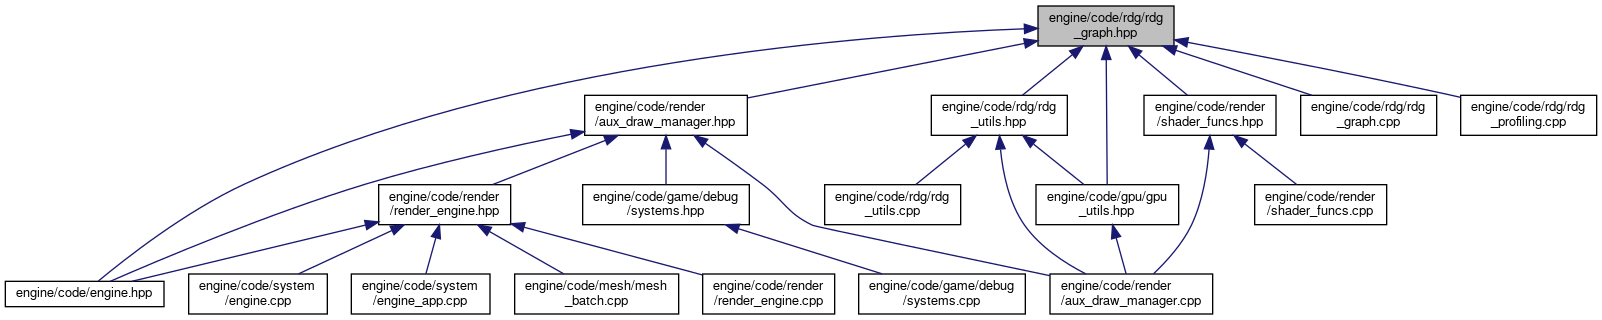 engine/code/rdg/rdg
_graph.hpp
engine/code/render
/aux_draw_manager.hpp
engine/code/rdg/rdg
_utils.hpp
engine/code/render
/shader_funcs.hpp
engine/code/rdg/rdg
_graph.cpp
engine/code/rdg/rdg
_profiling.cpp
engine/code/render
/render_engine.hpp
engine/code/game/debug
/systems.hpp
engine/code/rdg/rdg
_utils.cpp
engine/code/gpu/gpu
_utils.hpp
engine/code/render
/shader_funcs.cpp
engine/code/engine.hpp
engine/code/system
/engine.cpp
engine/code/system
/engine_app.cpp
engine/code/mesh/mesh
_batch.cpp
engine/code/render
/render_engine.cpp
engine/code/game/debug
/systems.cpp
engine/code/render
/aux_draw_manager.cpp